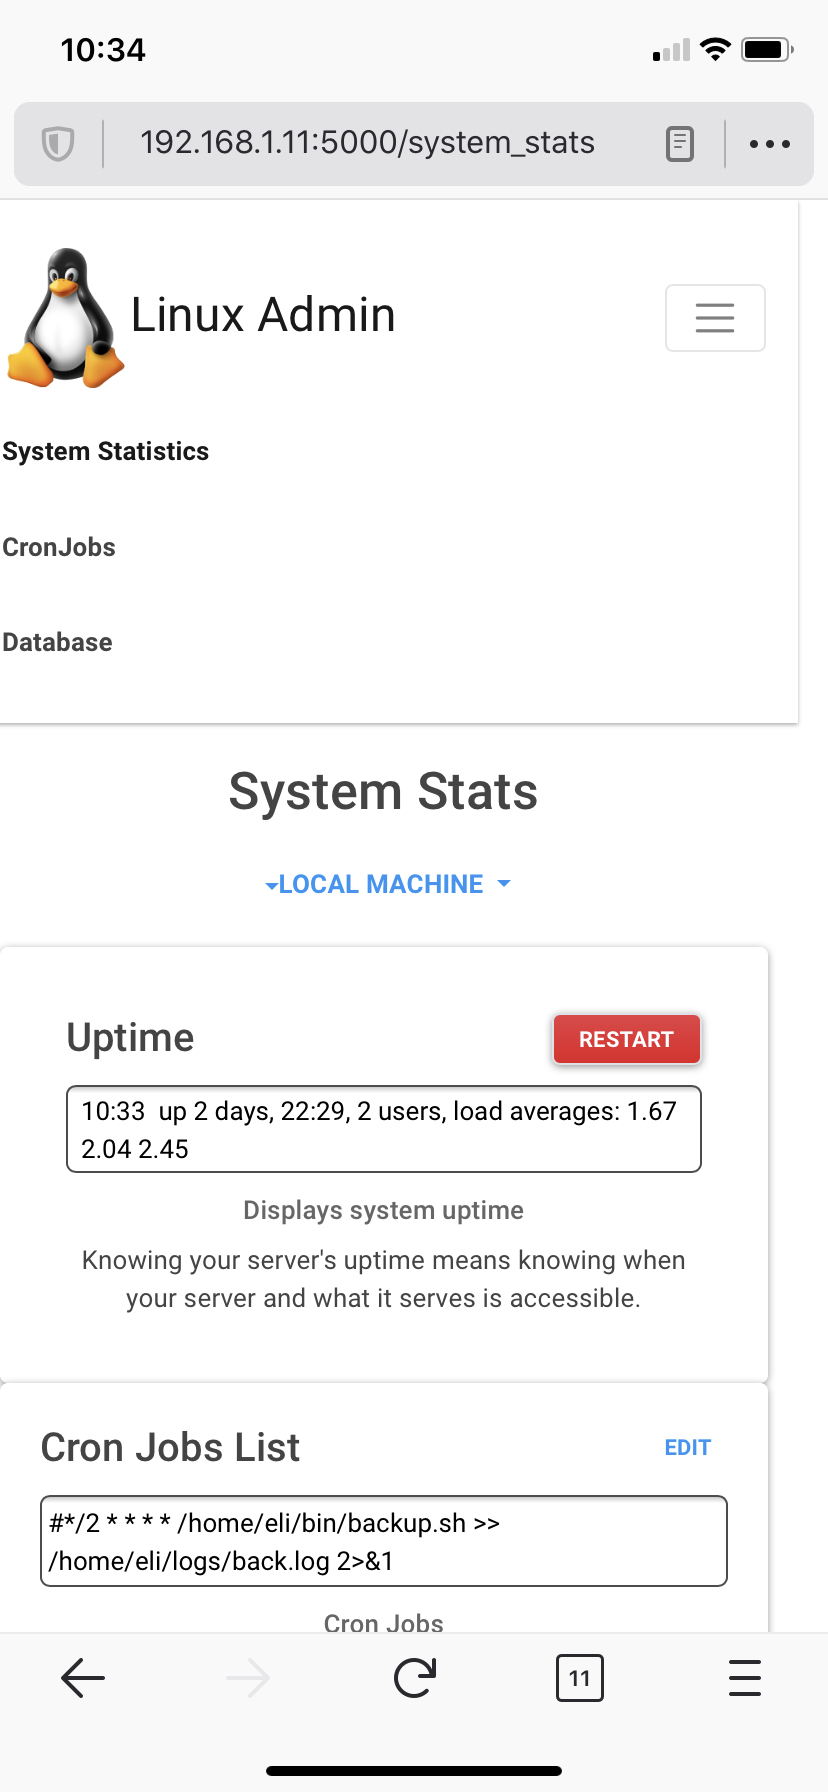 10:34
192.168.1.11:5000/system_stats
Linux Admin
System Statistics
CronJobs
Database
System Stats
LOCAL MACHINE
Uptime
RESTART
10:33  up 2 days, 22:29, 2 users, load averages: 1.67
2.04 2.45
Displays system uptime
Knowing your server's uptime means knowing when
your server and what it serves is accessible.
Cron Jobs List
EDIT
#*/2 * * * * /home/eli/bin/backup.sh >>
/home/eli/logs/back.log 2>&1
Cron Jobs
11